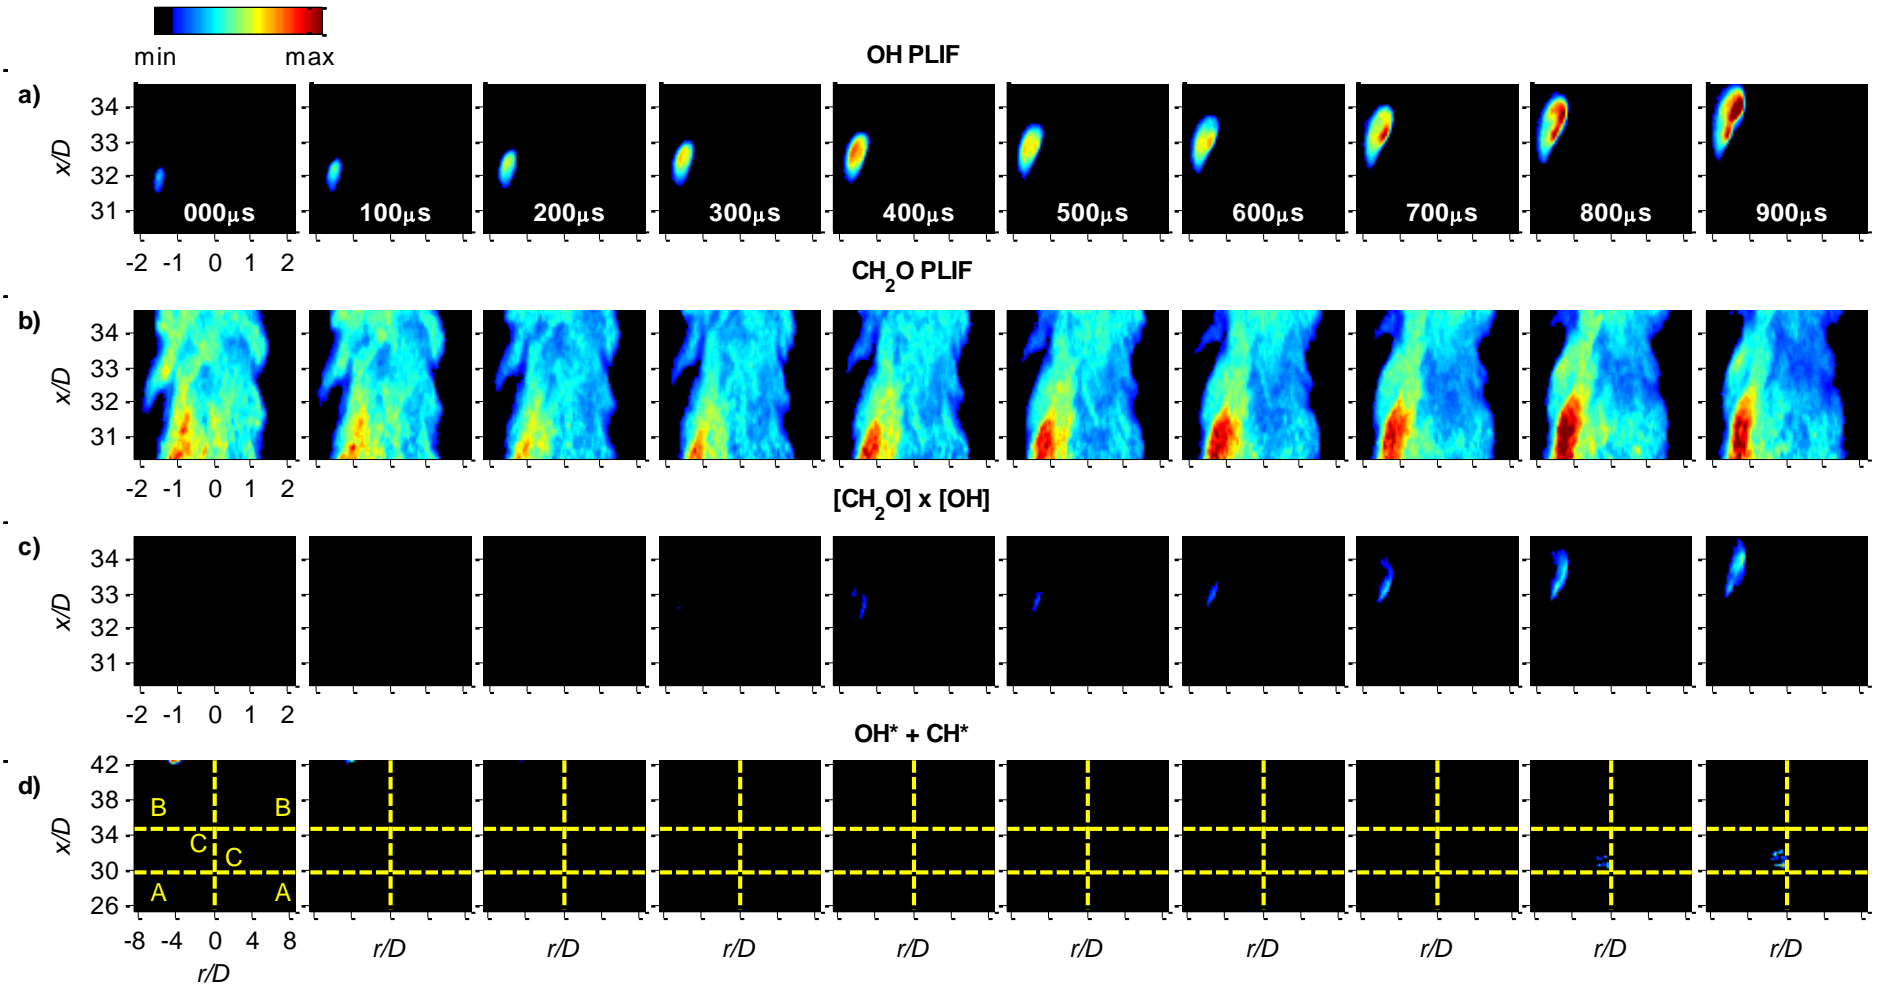 min max
OH PLIF
a)
x/D
34
33
32
31
000μs 100μs 200μs 300μs 400μs 500μs 600μs 700μs 800μs 900μs
-2 -1 0 1 2
CH2O PLIF
b)
x/D
34
33
32
31
-2 -1 0 1 2
[CH2O] x [OH]
c)
x/D
34
33
32
31
-2 -1 0 1 2
OH* + CH*
d)
x/D
42
38
34
30
26
B B
C
C
A A
-8 -4 0 4 8
r/D r/D r/D r/D r/D r/D r/D r/D r/D r/D